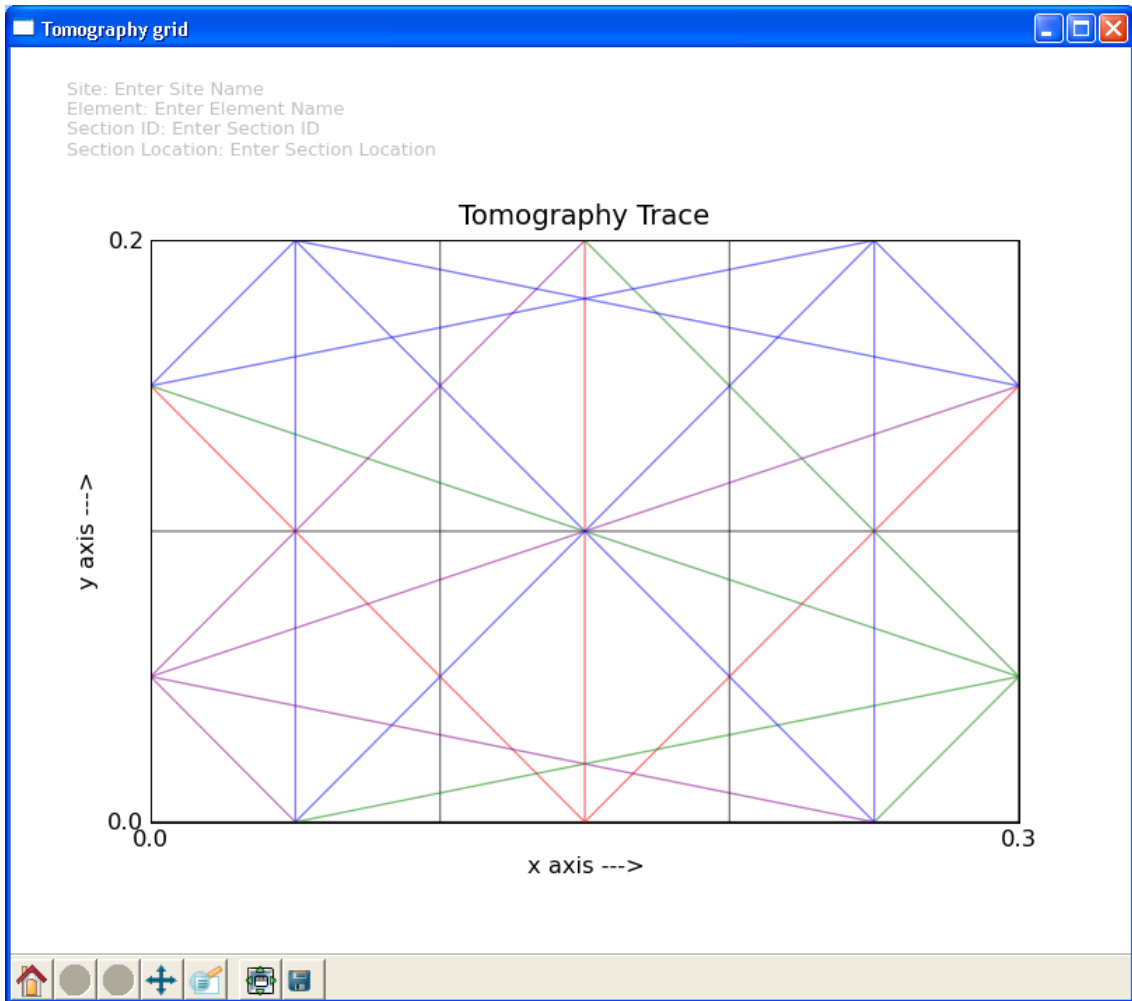 Tomography grid
Site: Enter Site Name
Element: Enter Element Name
Section ID: Enter Section ID
Section Location: Enter Section Location
Tomography Trace
0.2
y axis --->
0.0
0.0
0.3
x axis --->